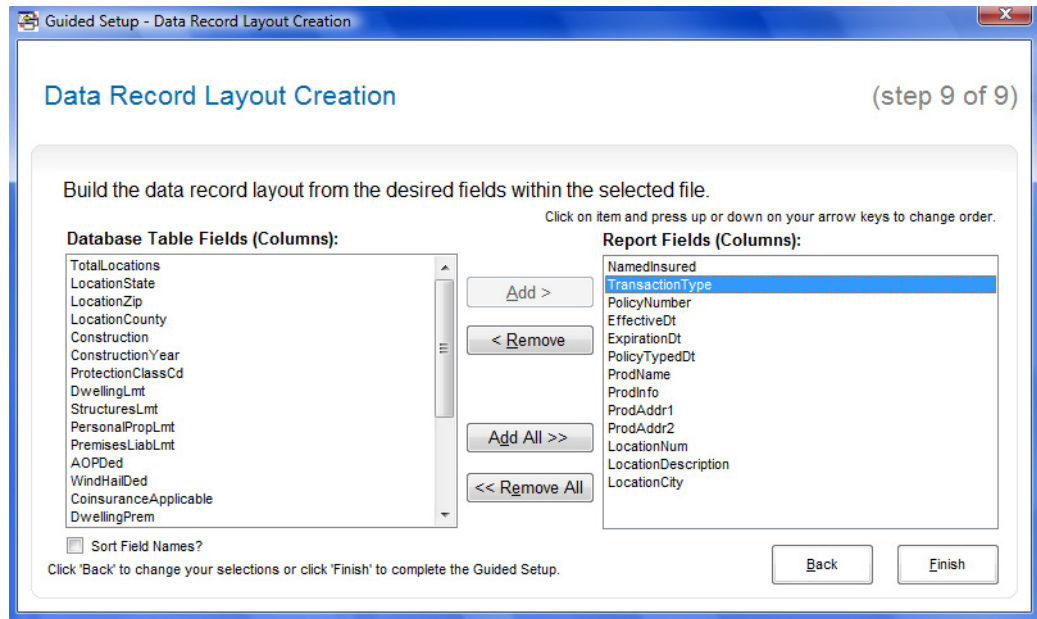 Guided Setup - Data Record Layout Creation
Data Record Layout Creation
(step 9 of 9)
Build the data record layout from the desired fields within the selected file.
Click on item and press up or down on your arrow keys to change order.
Database Table Fields (Columns):
TotalLocations
LocationState
LocationZip
LocationCounty
Construction
ConstructionYear
ProtectionClassCd
DwellingLmt
StructuresLmt
PersonalPropLmt
PremisesLiabLmt
AOPDed
WindHailDed
CoinsuranceApplicable
DwellingPrem
Add >
< Remove
Add All >>
<< Remove All
Report Fields (Columns):
NamedInsured
TransactionType
PolicyNumber
EffectiveDt
ExpirationDt
PolicyTypedDt
ProdName
ProdInfo
ProdAddr1
ProdAddr2
LocationNum
LocationDescription
LocationCity
Sort Field Names?
Click 'Back' to change your selections or click 'Finish' to complete the Guided Setup.
Back
Finish